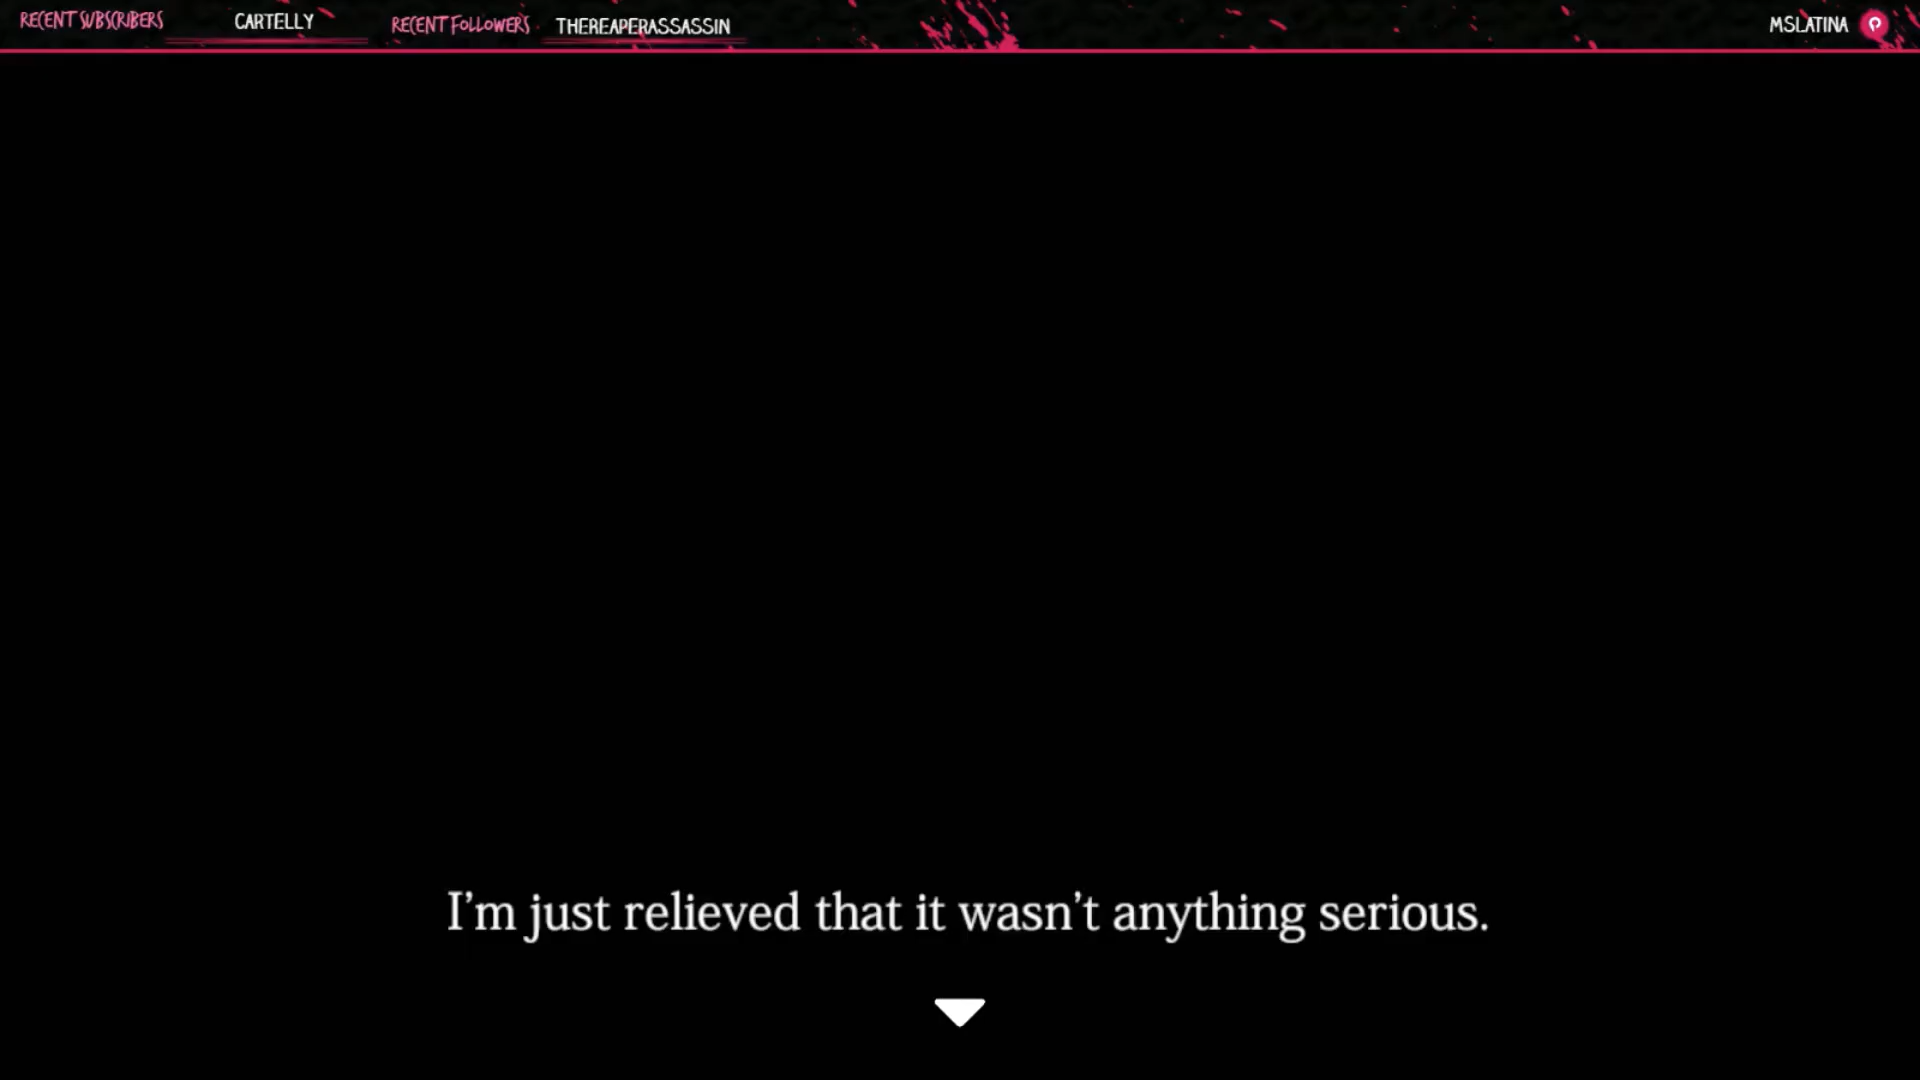 RECENT SUBSCRIBERS CARTELLY RECENT FOLLOWERS THEREAPERASSASSIN MSLATINA
I'm just relieved that it wasn't anything serious.